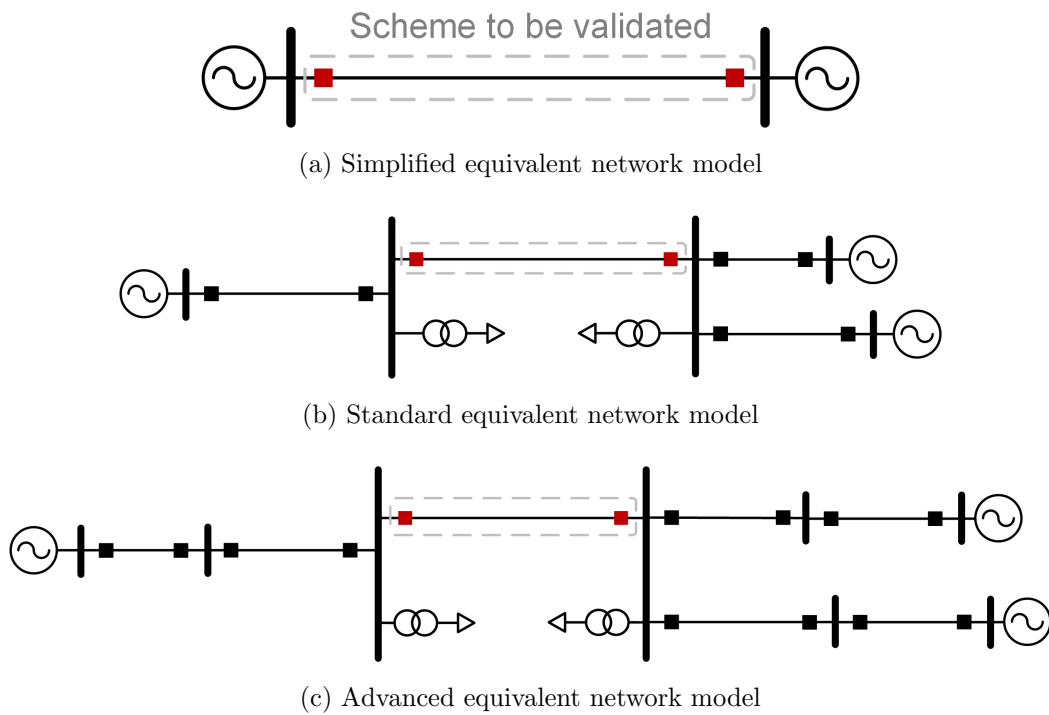 Scheme to be validated
(a) Simplified equivalent network model
(b) Standard equivalent network model
(c) Advanced equivalent network model